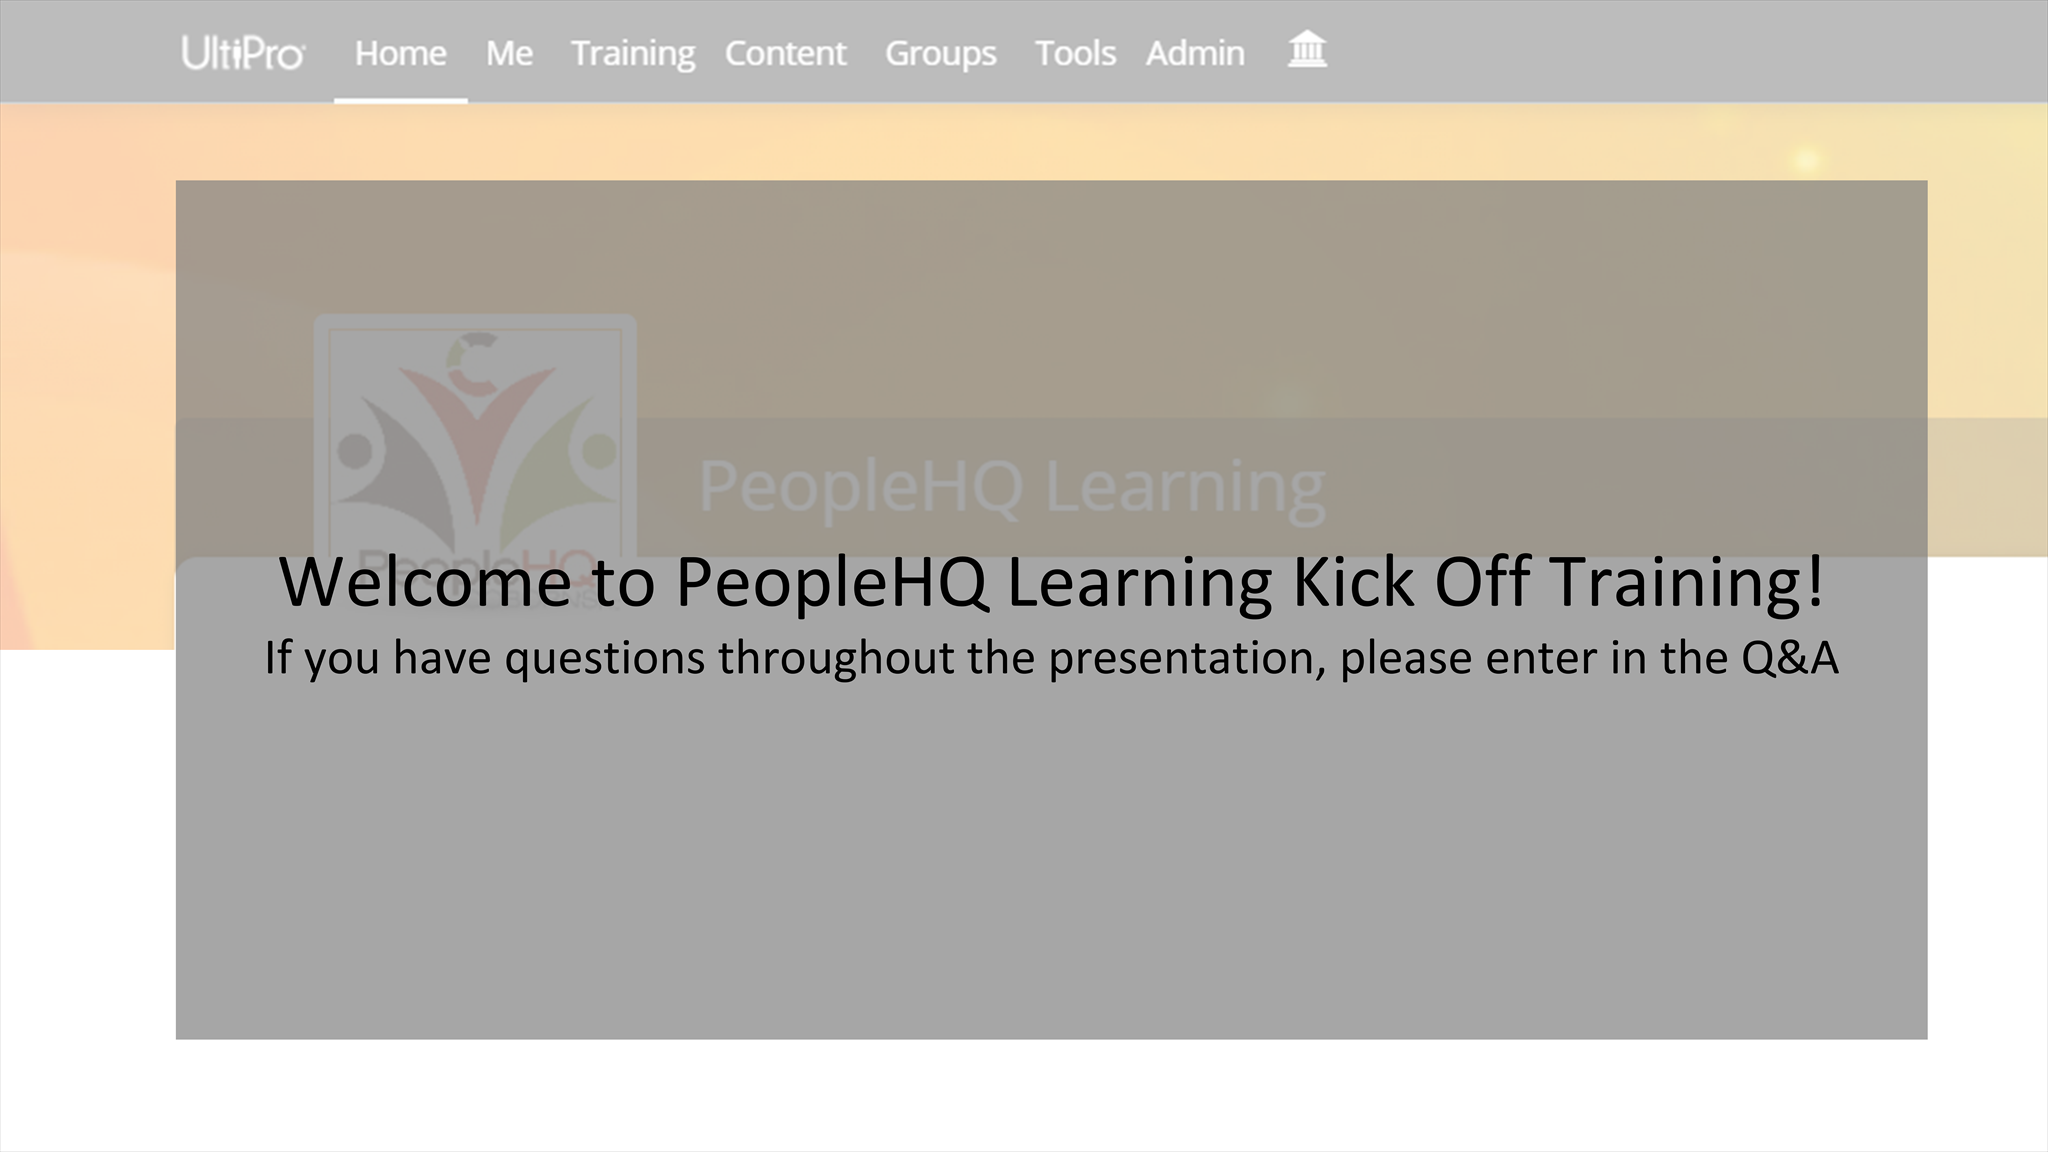 UltiPro Home Me Training Content Groups Tools Admin
PeopleHQ Learning
PeopleHQ
Welcome to PeopleHQ Learning Kick Off Training!
If you have questions throughout the presentation, please enter in the Q&A